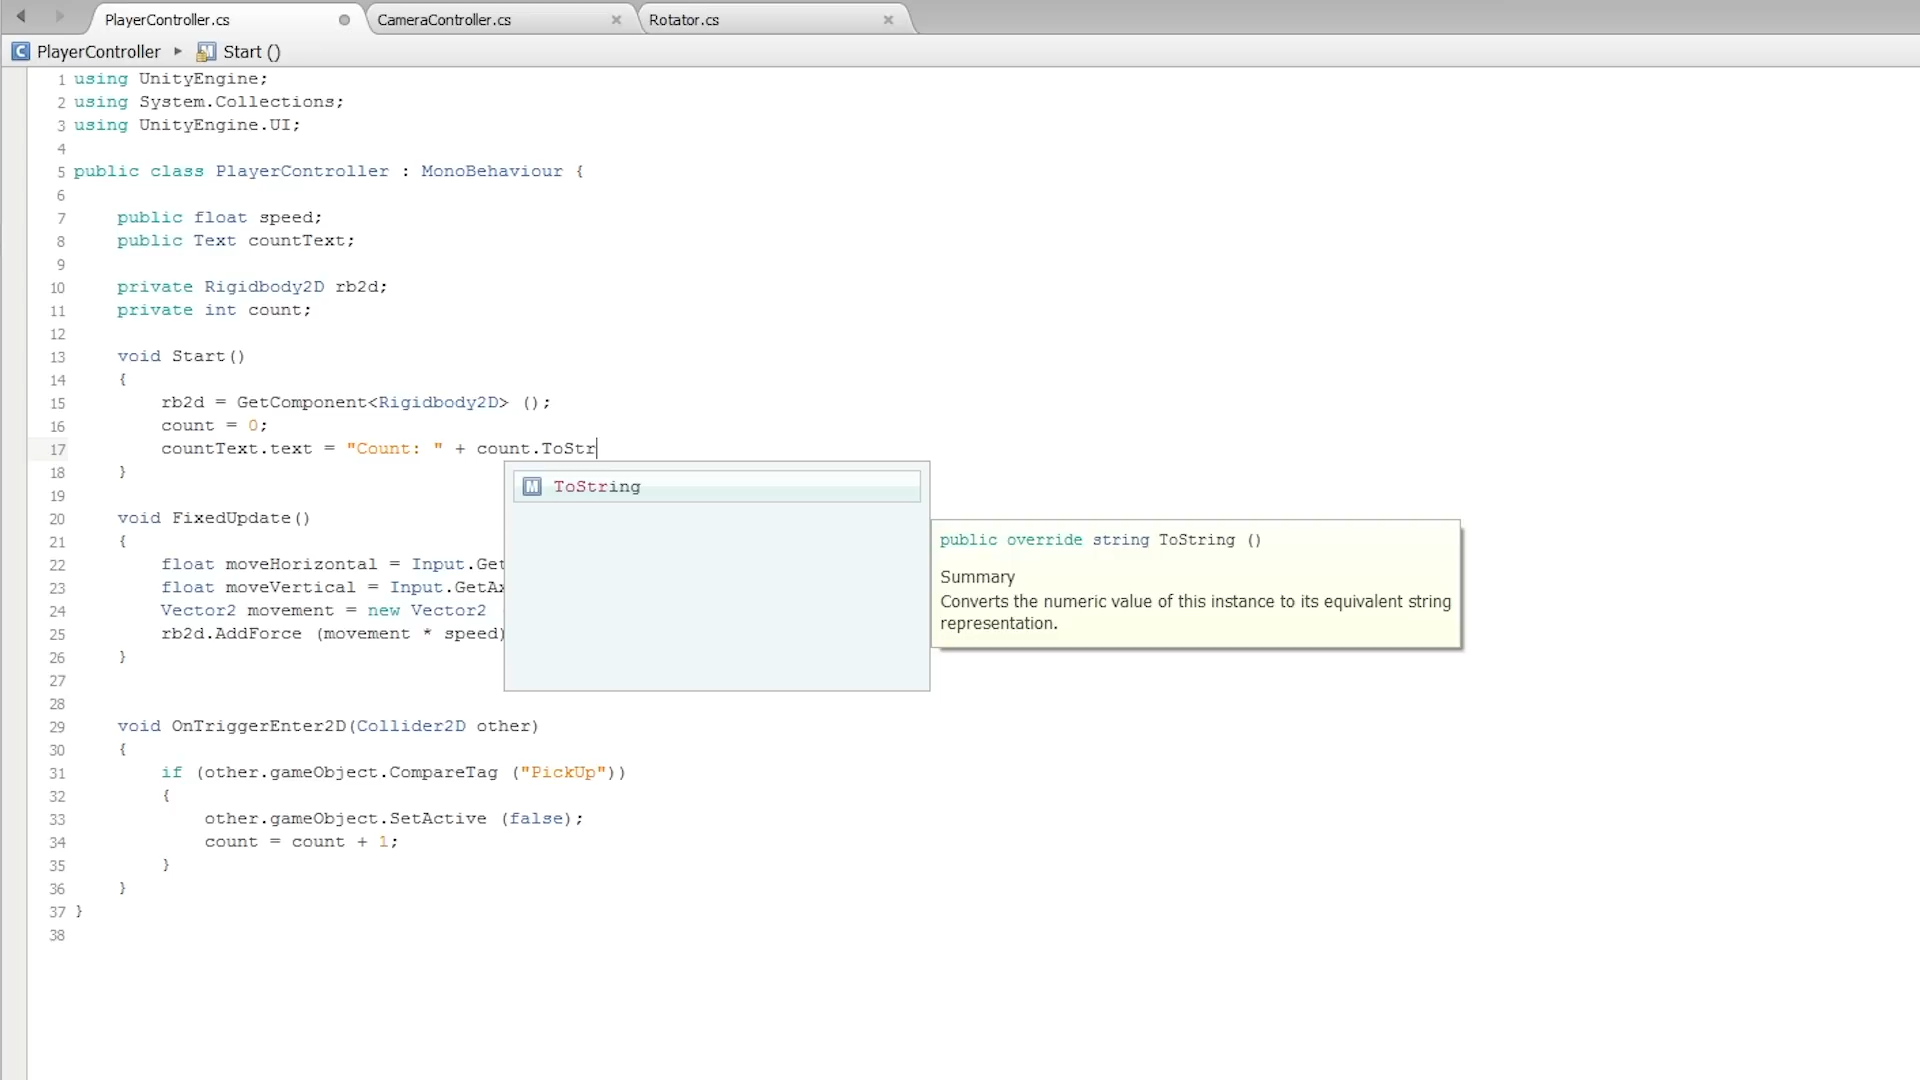 PlayerController.cs
CameraController.cs
Rotator.cs
PlayerController
Start ()
1 using UnityEngine;
2 using System.Collections;
3 using UnityEngine.UI;
4
5 public class PlayerController : MonoBehaviour {
6
7 public float speed;
8 public Text countText;
9
10 private Rigidbody2D rb2d;
11 private int count;
12
13 void Start()
14 {
15 rb2d = GetComponent<Rigidbody2D> ();
16 count = 0;
17 countText.text = "Count: " + count.ToStr
18 }
19
20 void FixedUpdate()
21 {
22 float moveHorizontal = Input.Get
23 float moveVertical = Input.GetAx
24 Vector2 movement = new Vector2
25 rb2d.AddForce (movement * speed)
26 }
27
28
29 void OnTriggerEnter2D(Collider2D other)
30 {
31 if (other.gameObject.CompareTag ("PickUp"))
32 {
33 other.gameObject.SetActive (false);
34 count = count + 1;
35 }
36 }
37 }
38
M ToString
public override string ToString ()
Summary
Converts the numeric value of this instance to its equivalent string
representation.